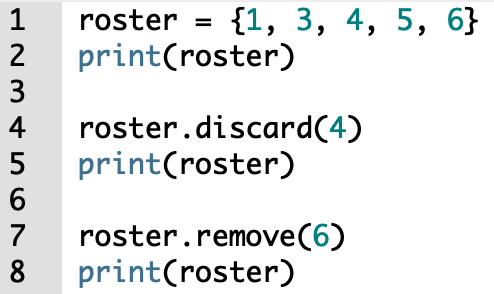 1 roster = {1, 3, 4, 5, 6}
2 print(roster)
3
4 roster.discard(4)
5 print(roster)
6
7 roster.remove(6)
8 print(roster)